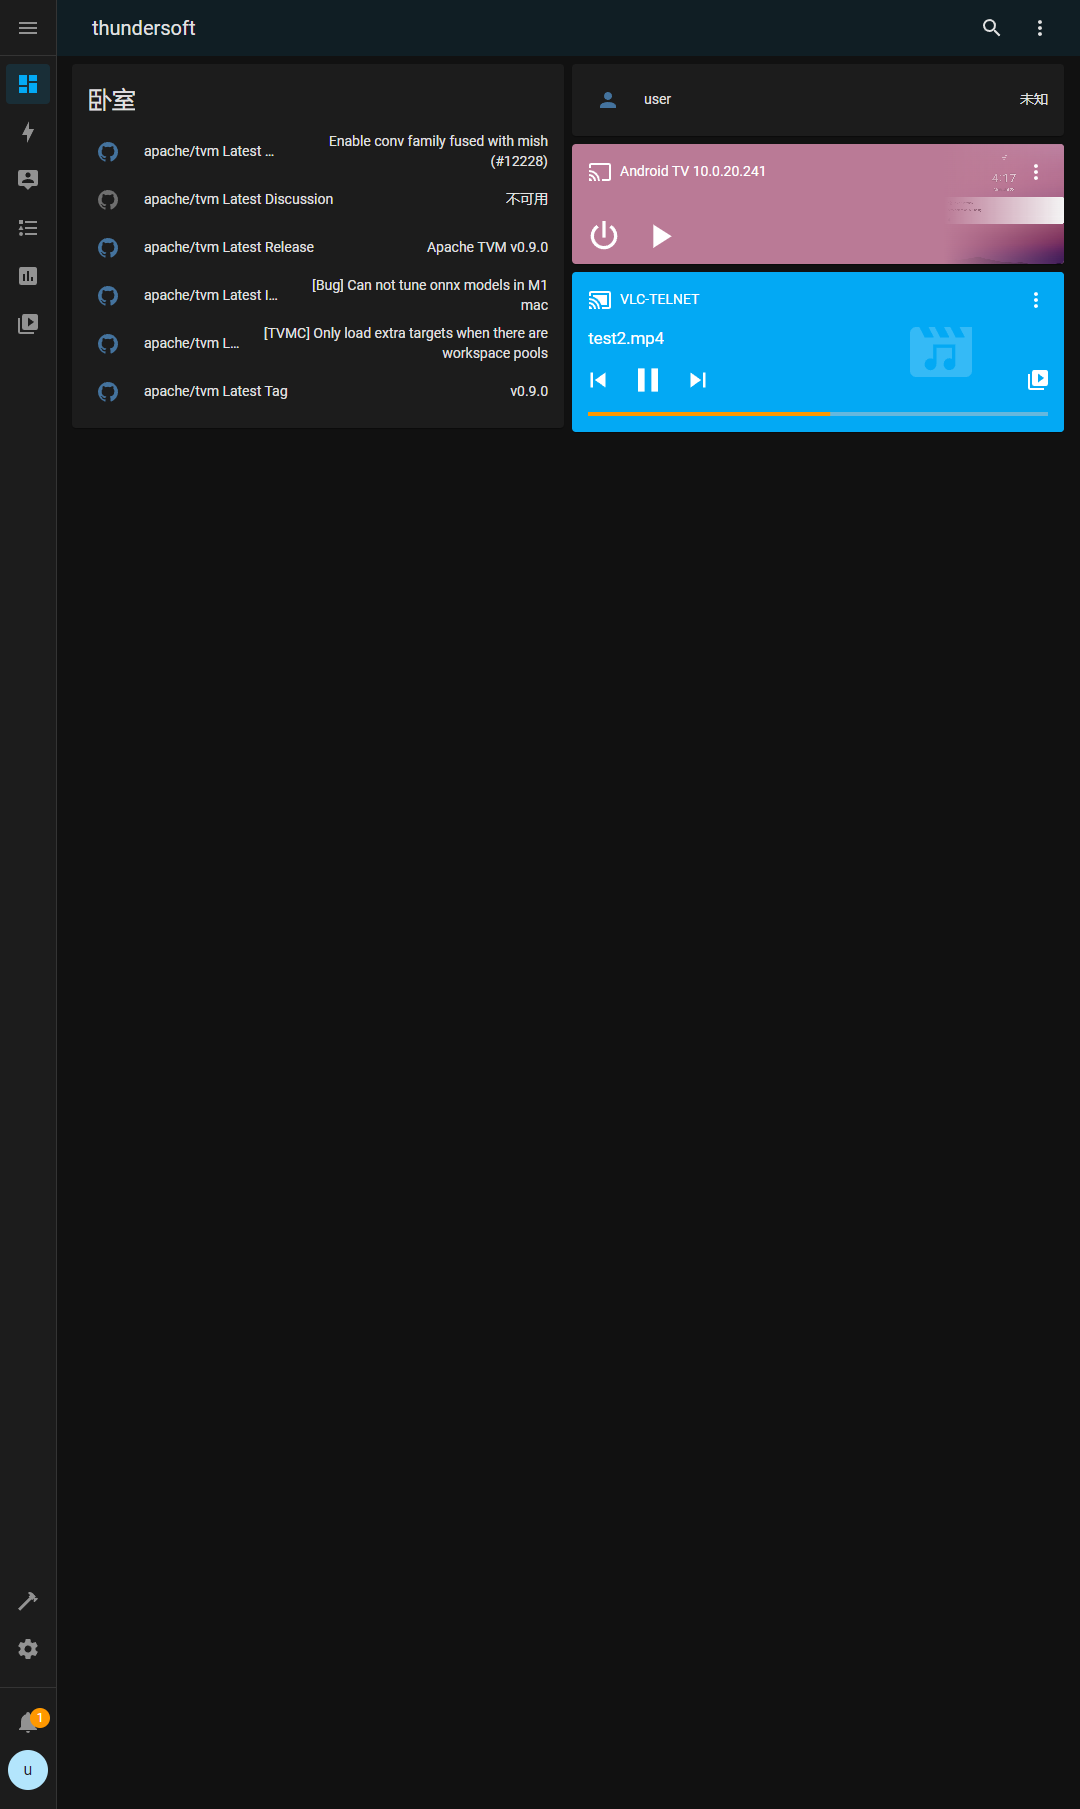 thundersoft
卧室
apache/tvm Latest ...
Enable conv family fused with mish
(#12228)
apache/tvm Latest Discussion
不可用
apache/tvm Latest Release
Apache TVM v0.9.0
apache/tvm Latest I...
[Bug] Can not tune onnx models in M1
mac
apache/tvm L...
[TVMC] Only load extra targets when there are
workspace pools
apache/tvm Latest Tag
v0.9.0
user
未知
Android TV 10.0.20.241
4:17
VLC-TELNET
test2.mp4
1
u